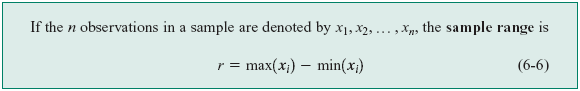 If the n observations in a sample are denoted by x₁, x₂, … , xₙ, the sample range is
r = max(xᵢ) − min(xᵢ) (6-6)